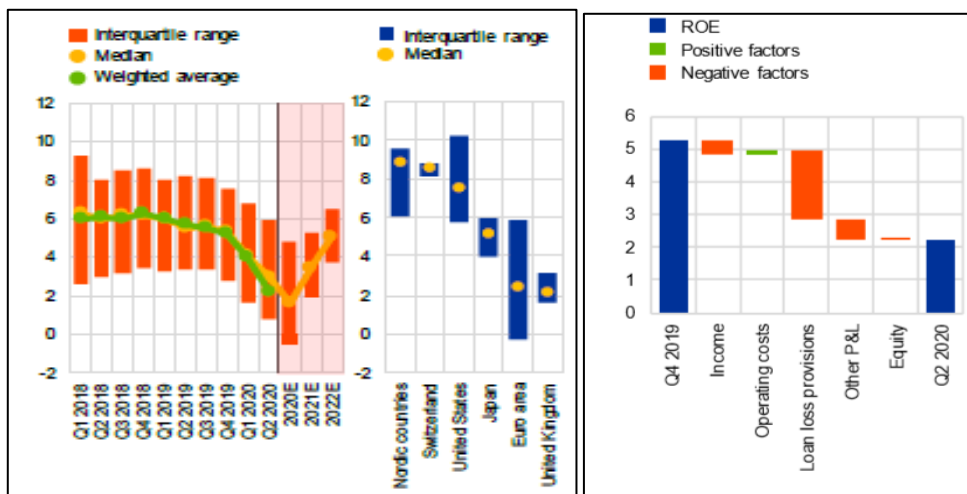 Interquartile range
Median
Weighted average
12
10
8
6
4
2
0
-2
Q1 2018
Q2 2018
Q3 2018
Q4 2018
Q1 2019
Q2 2019
Q3 2019
Q4 2019
Q1 2020
Q2 2020
2020E
2021E
2022E
Interquartile range
Median
12
10
8
6
4
2
0
-2
Nordic countries
Switzerland
United States
Japan
Euro area
United Kingdom
ROE
Positive factors
Negative factors
6
5
4
3
2
1
0
Q4 2019
Income
Operating costs
Loan loss provisions
Other P&L
Equity
Q2 2020